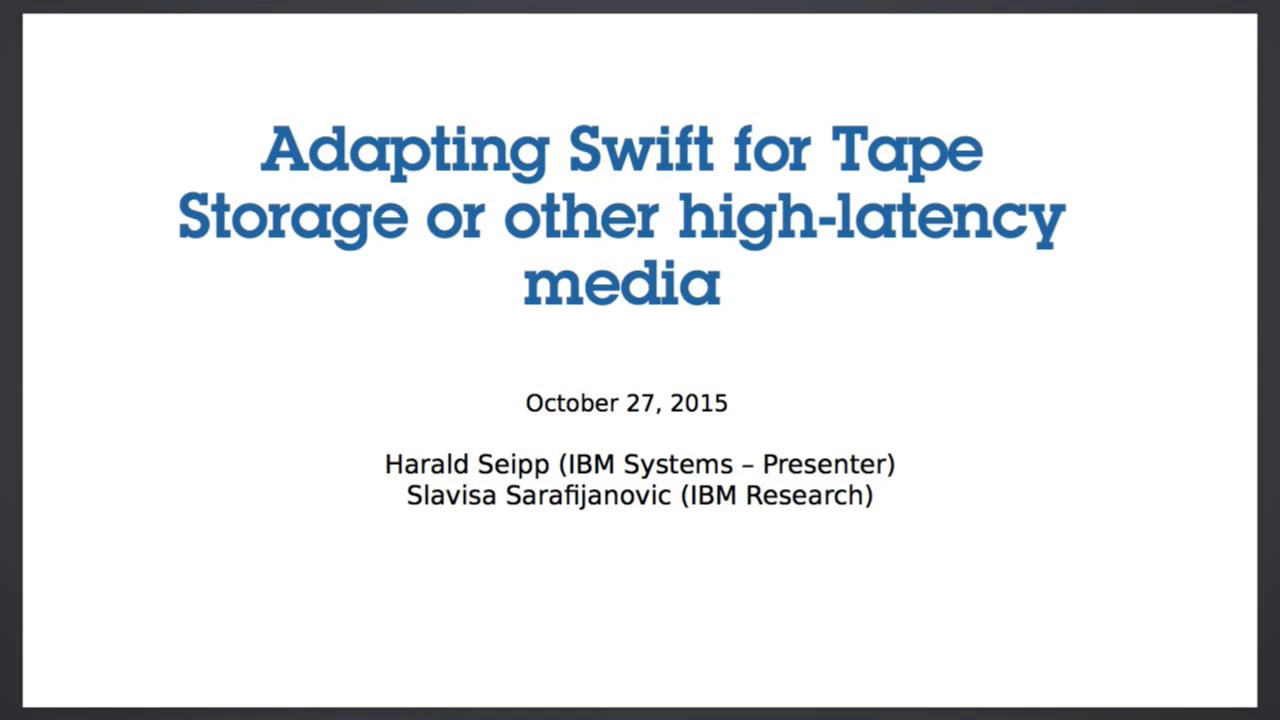 Adapting Swift for Tape
Storage or other high-latency
media
October 27, 2015
Harald Seipp (IBM Systems – Presenter)
Slavisa Sarafijanovic (IBM Research)